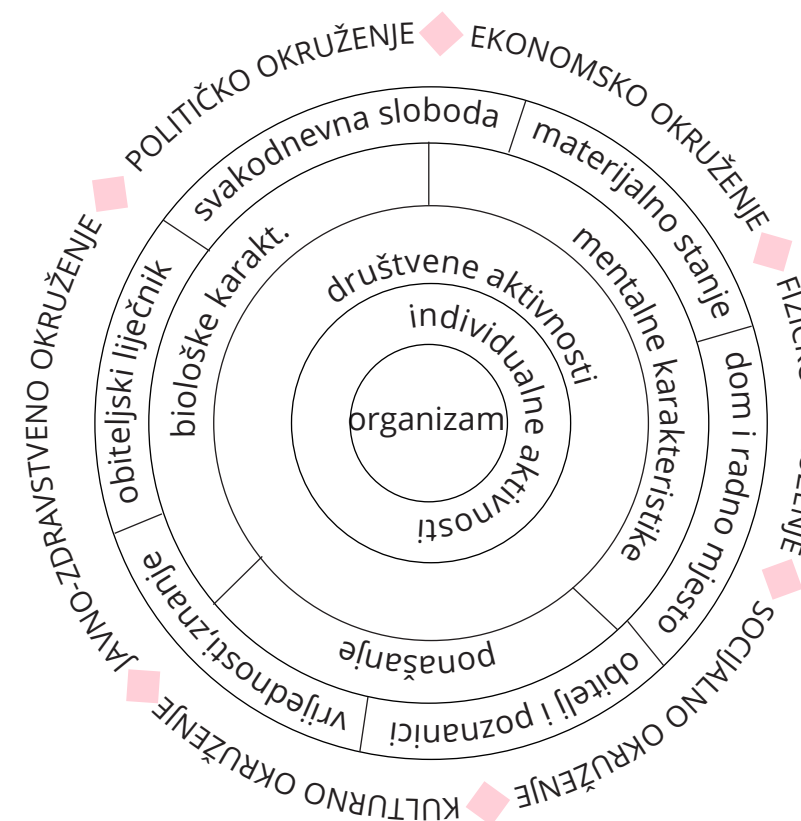 POLITIČKO OKRUŽENJE
EKONOMSKO OKRUŽENJE
SOCIJALNO OKRUŽENJE
KULTURNO OKRUŽENJE
JAVNO-ZDRAVSTVENO OKRUŽENJE
svakodnevna sloboda
materijalno stanje
dom i radno mjesto
obitelj i poznanici
vrijednosti,znanje
obiteljski liječnik
biološke karakt.
mentalne karakteristike
ponašanje
društvene aktivnosti
individualne aktivnosti
organizam